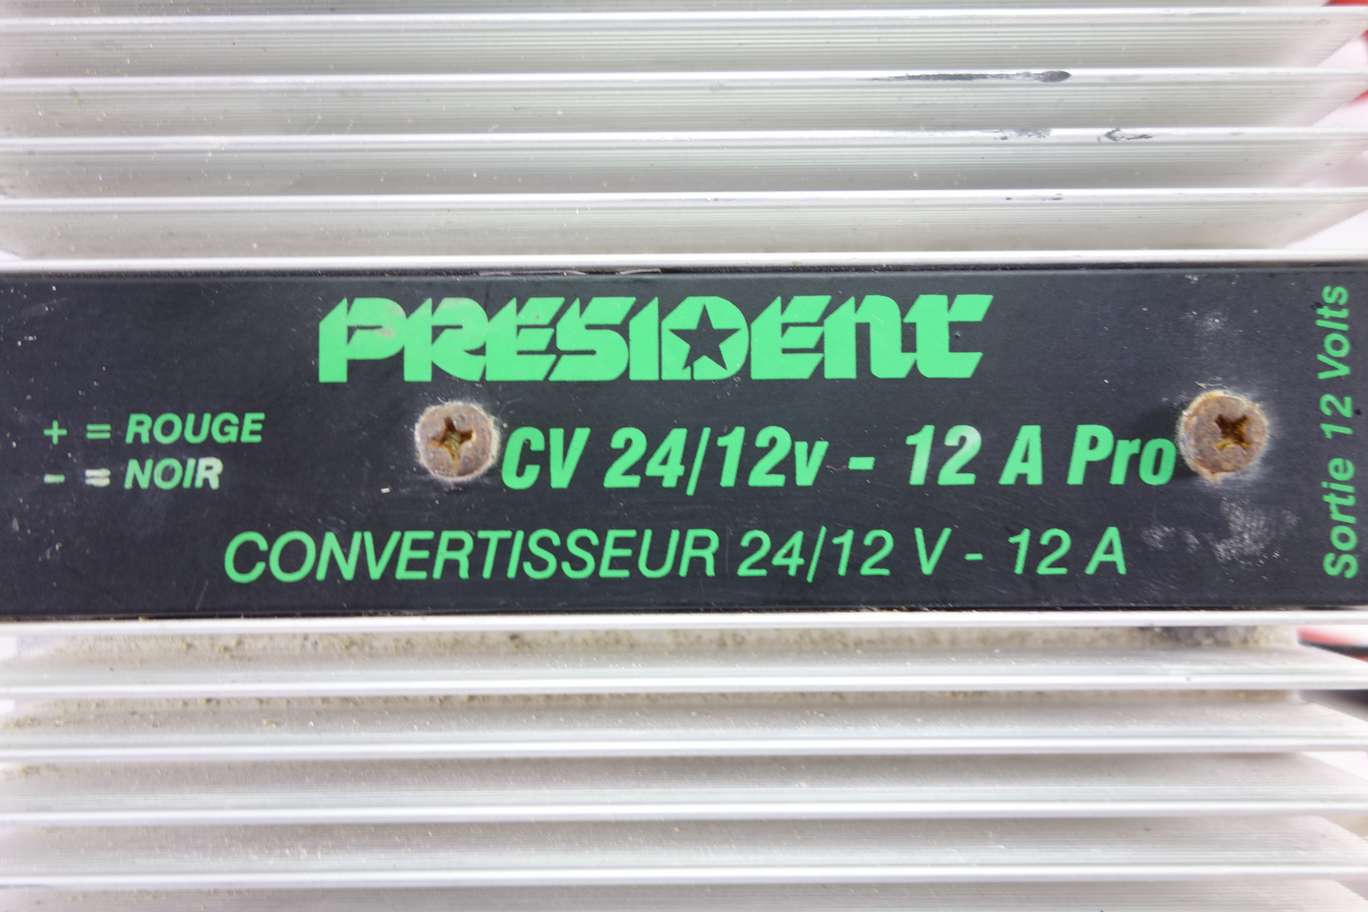 PRESIDENT
+ = ROUGE
- = NOIR
CV 24/12v - 12 A Pro
CONVERTISSEUR 24/12 V - 12 A
Sortie 12 Volts